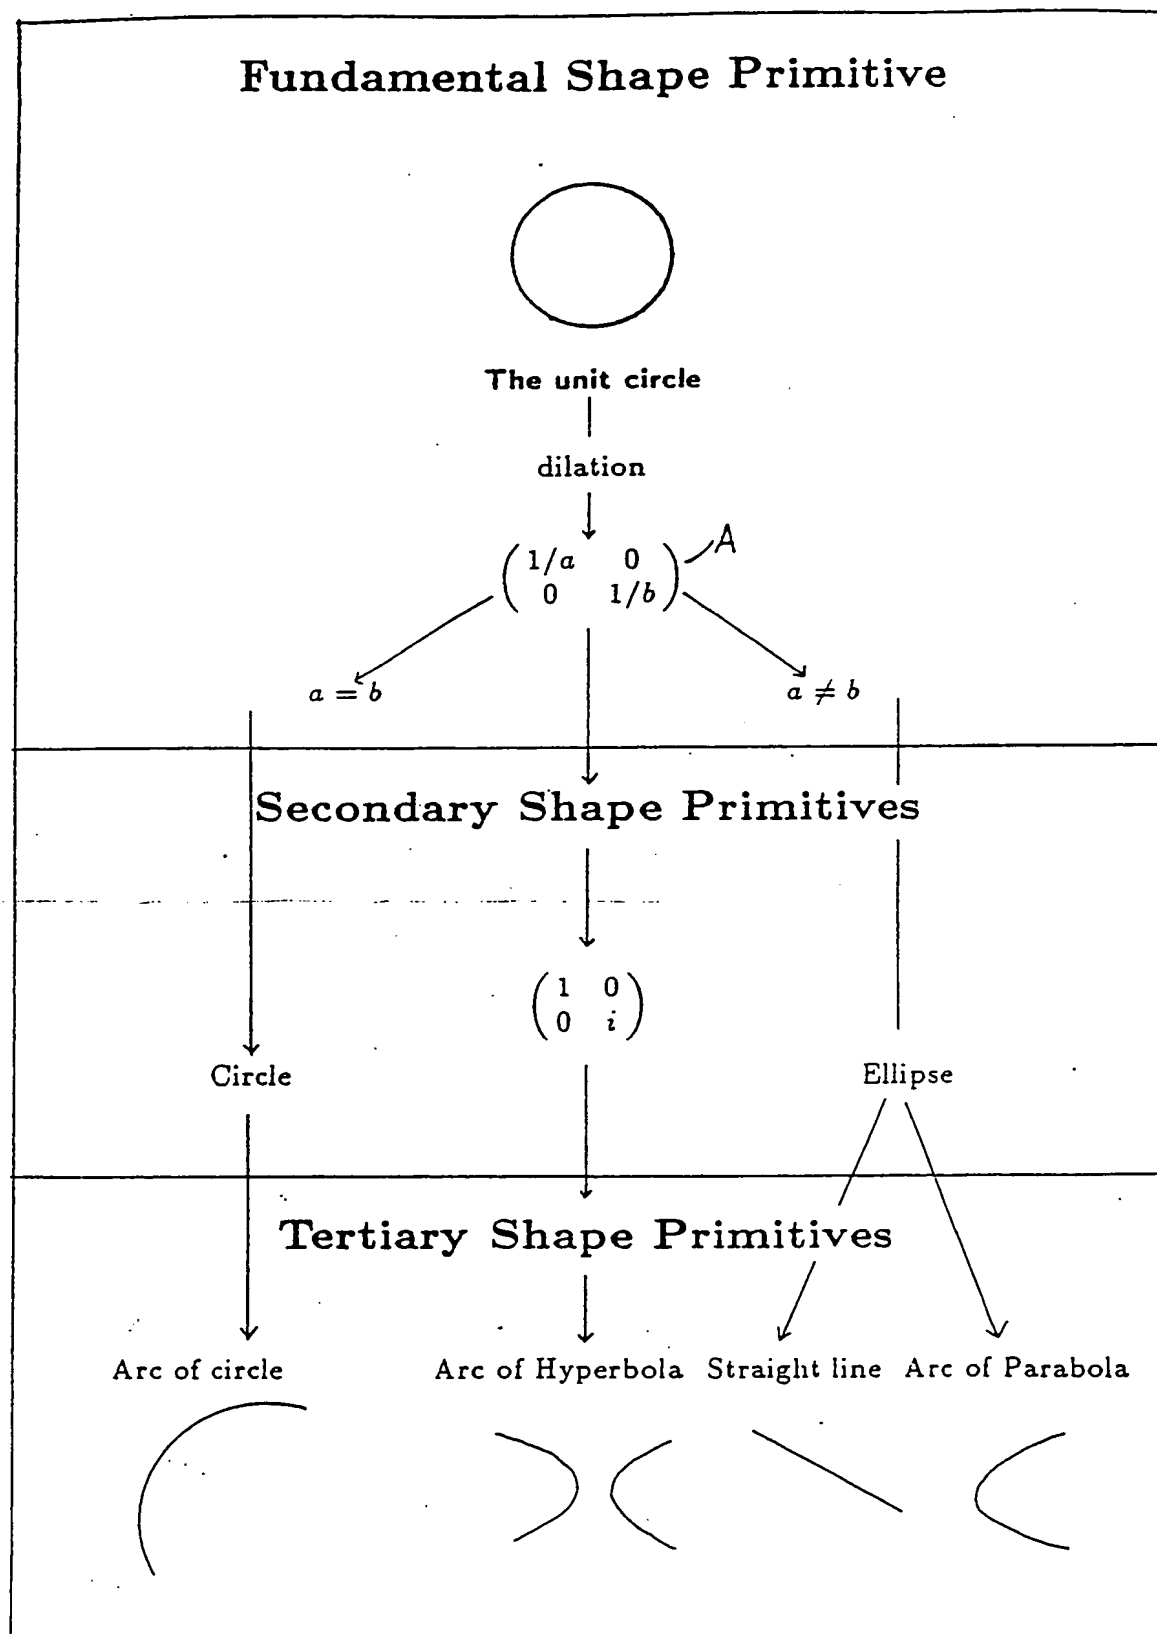 Fundamental Shape Primitive
The unit circle
dilation
A
1/a 0
0 1/b
a = b
a ≠ b
Secondary Shape Primitives
1 0
0 i
Circle
Ellipse
Tertiary Shape Primitives
Arc of circle
Arc of Hyperbola
Straight line
Arc of Parabola